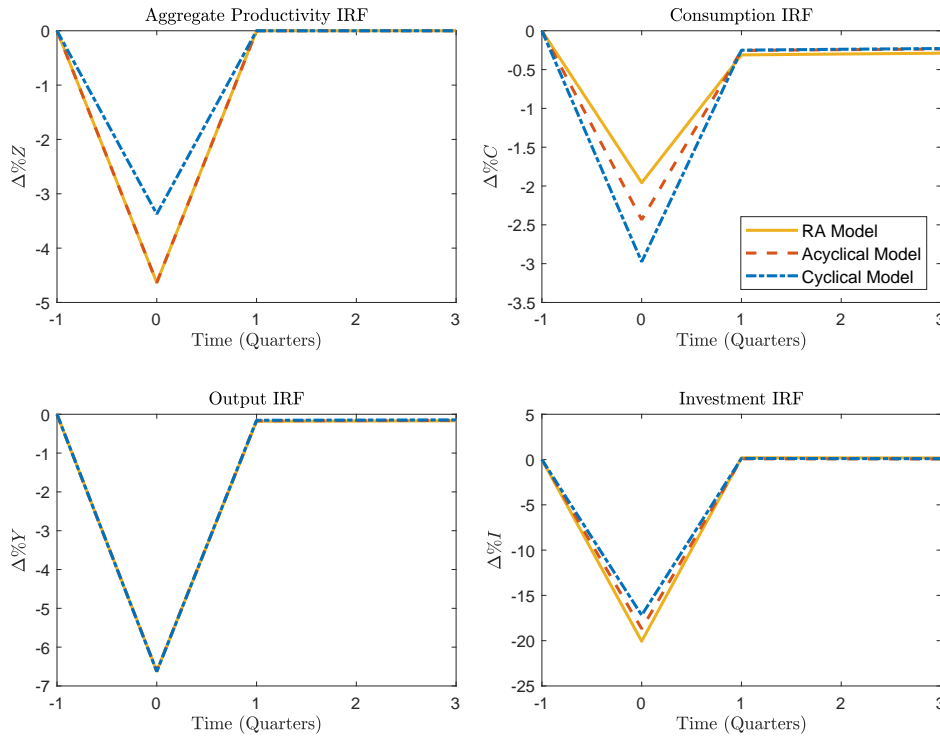 Aggregate Productivity IRF
0
-1
-2
-3
-4
-5
Δ%Z
-1 0 1 2 3
Time (Quarters)
Consumption IRF
0
-0.5
-1
-1.5
-2
-2.5
-3
-3.5
Δ%C
RA Model
Acyclical Model
Cyclical Model
-1 0 1 2 3
Time (Quarters)
Output IRF
0
-1
-2
-3
-4
-5
-6
-7
Δ%Y
-1 0 1 2 3
Time (Quarters)
Investment IRF
5
0
-5
-10
-15
-20
-25
Δ%I
-1 0 1 2 3
Time (Quarters)